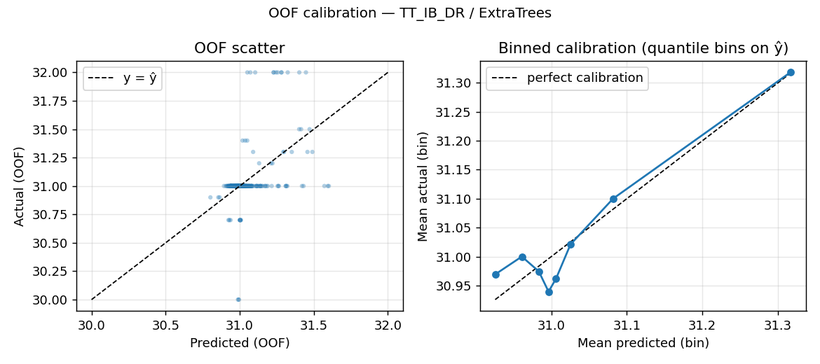 OOF calibration — TT_IB_DR / ExtraTrees
OOF scatter
y = ŷ
32.00
31.75
31.50
31.25
31.00
30.75
30.50
30.25
30.00
Actual (OOF)
30.0 30.5 31.0 31.5 32.0
Predicted (OOF)
Binned calibration (quantile bins on ŷ)
perfect calibration
31.30
31.25
31.20
31.15
31.10
31.05
31.00
30.95
Mean actual (bin)
31.0 31.1 31.2 31.3
Mean predicted (bin)